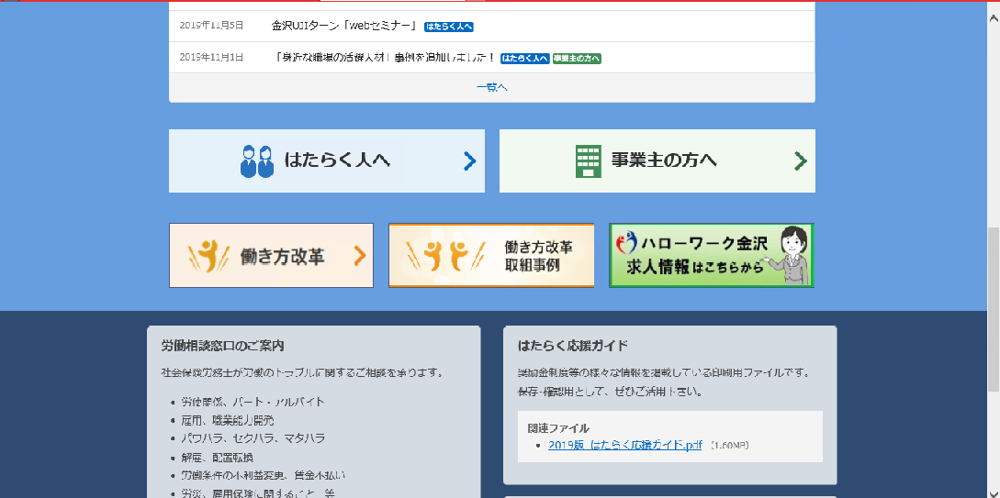 2019年11月5日 金沢UJIターン「webセミナー」 はたらく人へ
2019年11月1日 「身近な職場の活躍人材」事例を追加しました！ はたらく人へ 事業主の方へ
一覧へ
はたらく人へ
事業主の方へ
働き方改革
働き方改革
取組事例
ハローワーク金沢
求人情報はこちらから
労働相談窓口のご案内
社会保険労務士が労働のトラブルに関するご相談を承ります。
労使関係、パート・アルバイト
雇用、職業能力開発
パワハラ、セクハラ、マタハラ
解雇、配置転換
労働条件の不利益変更、賃金不払い
労災、雇用保険に関すること 等
はたらく応援ガイド
奨励金制度等の様々な情報を掲載している印刷用ファイルです。
保存・確認用として、ぜひご活用下さい。
関連ファイル
2019版_はたらく応援ガイド.pdf （1.60MB）